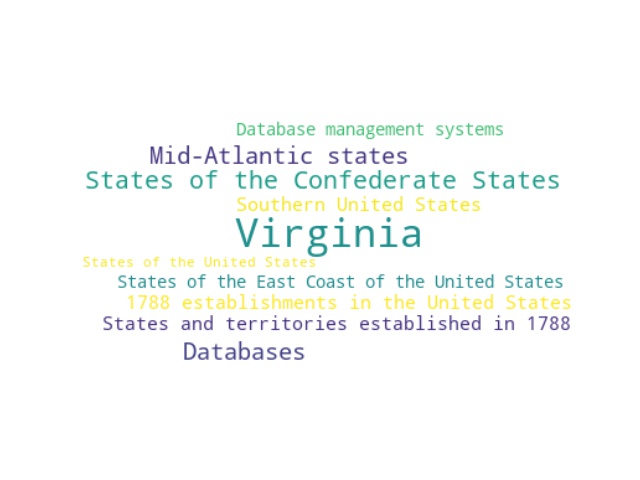 Database management systems
Mid-Atlantic states
States of the Confederate States
Southern United States
Virginia
States of the United States
States of the East Coast of the United States
1788 establishments in the United States
States and territories established in 1788
Databases